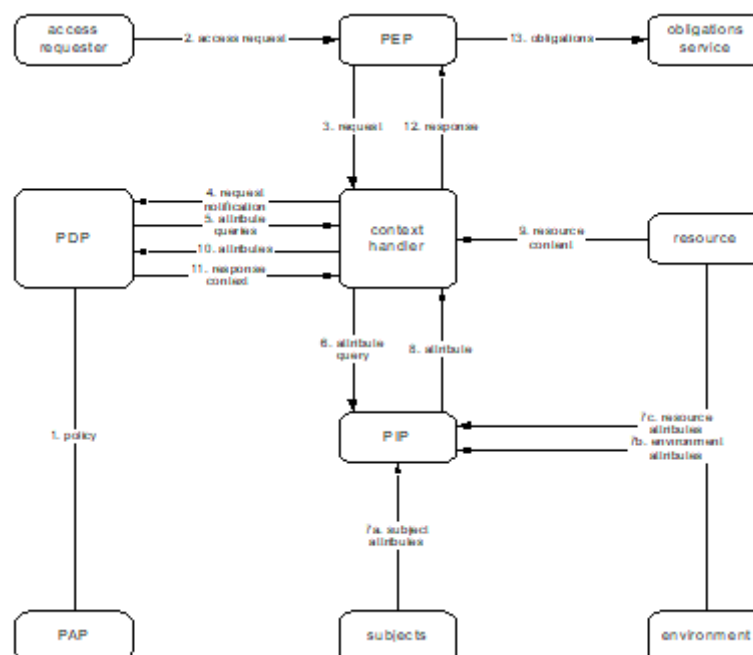 access
requester
2. access request
PEP
13. obligations
obligations
service
3. request
12. response
4. request
notification
5. attribute
queries
PDP
10. attributes
11. response
context
context
handler
9. resource
content
resource
6. attribute
query
8. attribute
1. policy
PIP
7c. resource
attributes
7b. environment
attributes
7a. subject
attributes
PAP
subjects
environment